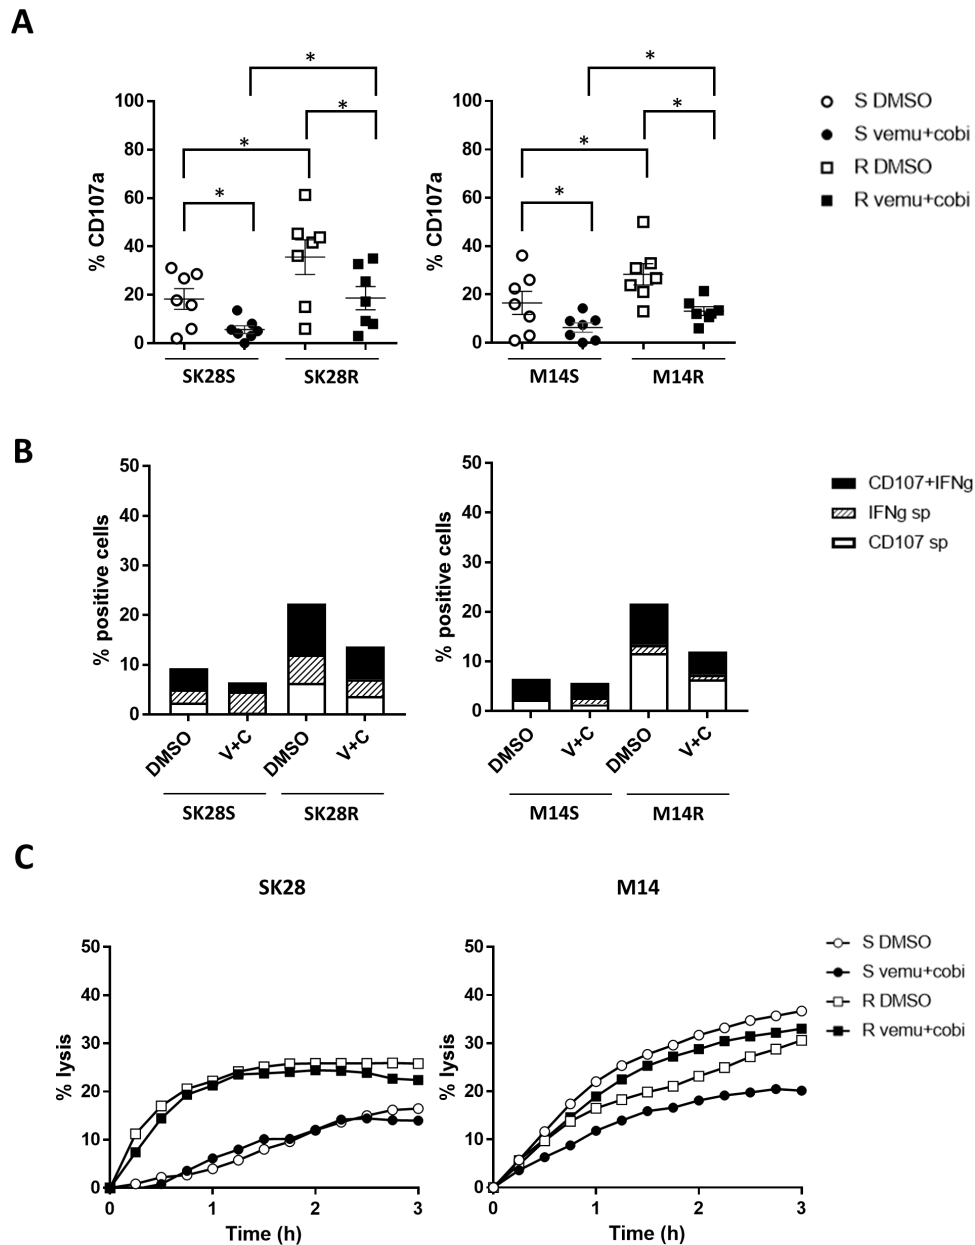 A
*
*
*
*
% CD107a
100
80
60
40
20
0
SK28S
SK28R
*
*
*
*
% CD107a
100
80
60
40
20
0
M14S
M14R
S DMSO
S vemu+cobi
R DMSO
R vemu+cobi
B
% positive cells
50
40
30
20
10
0
DMSO
V+C
DMSO
V+C
SK28S
SK28R
% positive cells
50
40
30
20
10
0
DMSO
V+C
DMSO
V+C
M14S
M14R
CD107+IFNg
IFNg sp
CD107 sp
C
SK28
% lysis
50
40
30
20
10
0
0
1
2
3
Time (h)
M14
% lysis
50
40
30
20
10
0
0
1
2
3
Time (h)
S DMSO
S vemu+cobi
R DMSO
R vemu+cobi